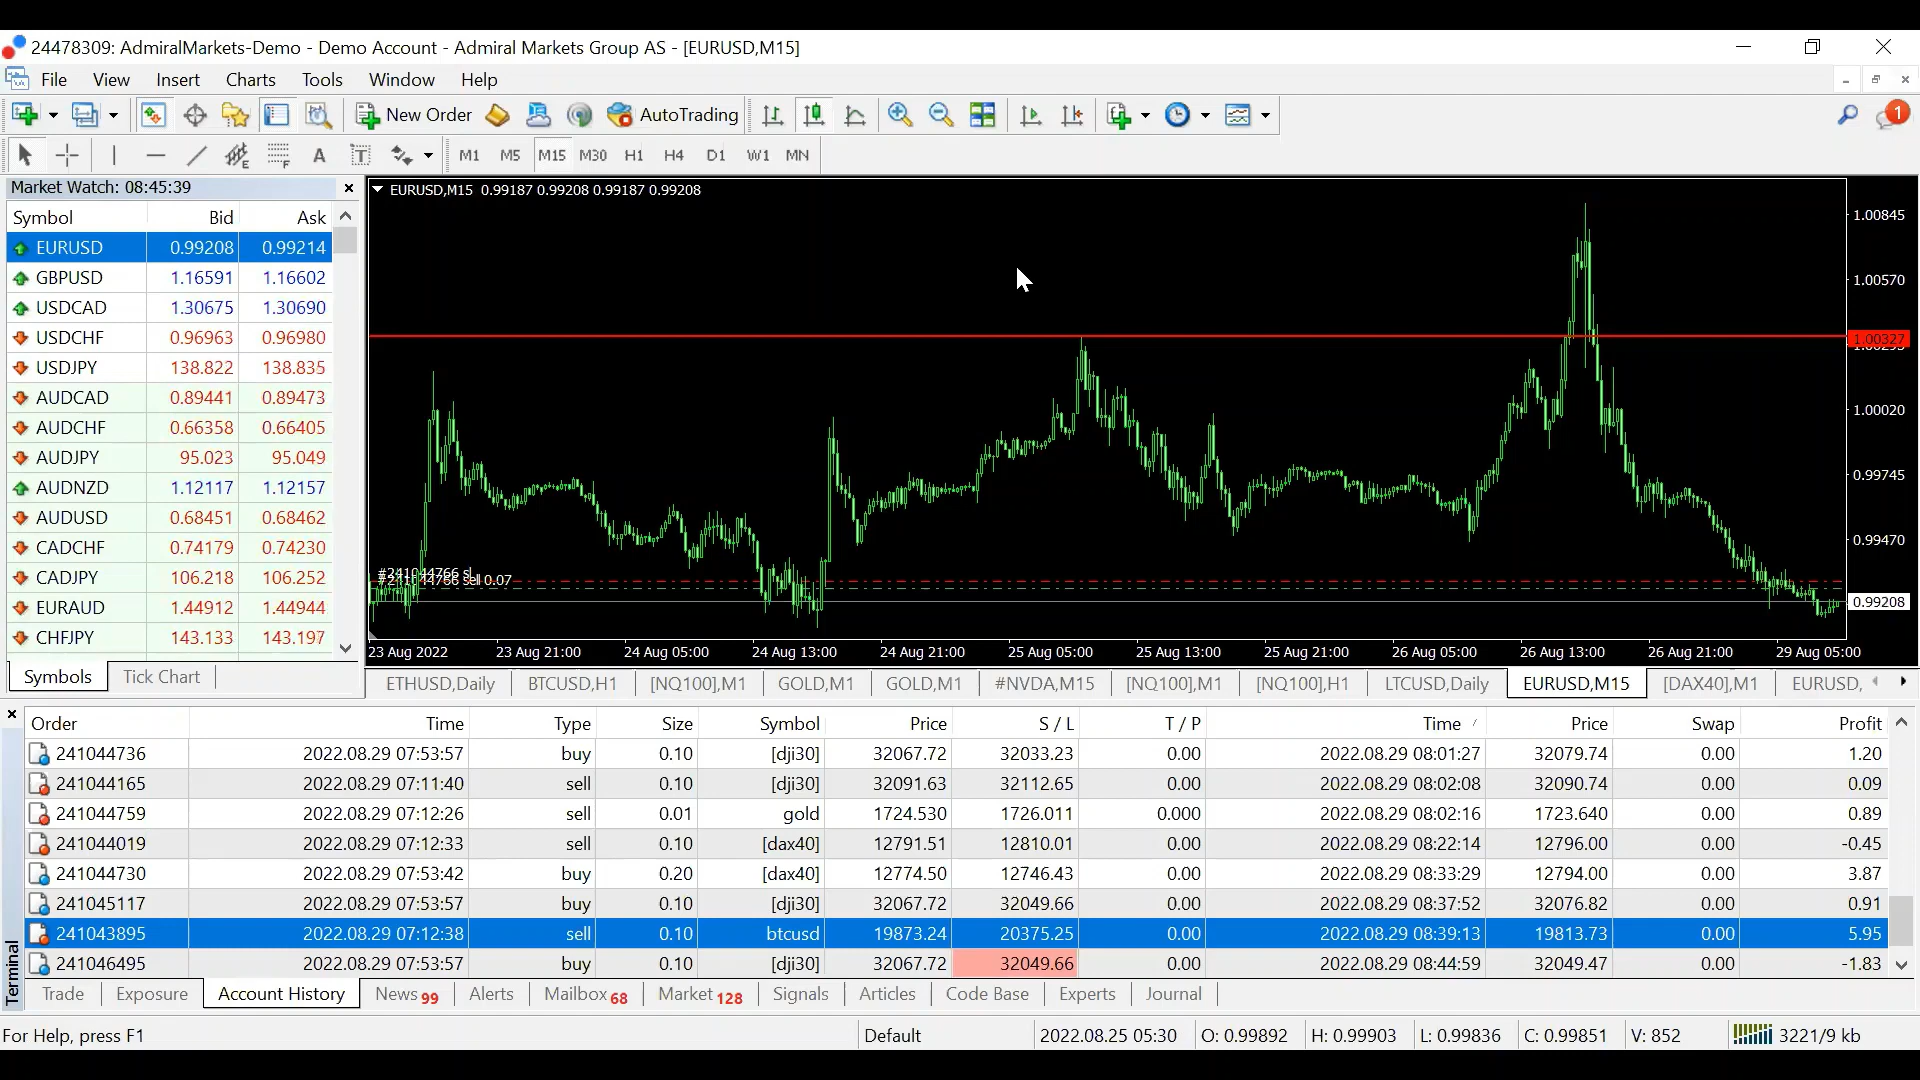 24478309: AdmiralMarkets-Demo - Demo Account - Admiral Markets Group AS - [EURUSD,M15]
File View Insert Charts Tools Window Help
New Order AutoTrading 1
E F A T M1 M5 M15 M30 H1 H4 D1 W1 MN
Market Watch: 08:45:39
Symbol Bid Ask
EURUSD 0.99208 0.99214
GBPUSD 1.16591 1.16602
USDCAD 1.30675 1.30690
USDCHF 0.96963 0.96980
USDJPY 138.822 138.835
AUDCAD 0.89441 0.89473
AUDCHF 0.66358 0.66405
AUDJPY 95.023 95.049
AUDNZD 1.12117 1.12157
AUDUSD 0.68451 0.68462
CADCHF 0.74179 0.74230
CADJPY 106.218 106.252
EURAUD 1.44912 1.44944
CHFJPY 143.133 143.197
Symbols Tick Chart
EURUSD,M15 0.99187 0.99208 0.99187 0.99208
1.00845
1.00570
1.00327
1.00020
0.99745
0.99470
0.99208
#241044766 sl
#241044766 sell 0.07
23 Aug 2022 23 Aug 21:00 24 Aug 05:00 24 Aug 13:00 24 Aug 21:00 25 Aug 05:00 25 Aug 13:00 25 Aug 21:00 26 Aug 05:00 26 Aug 13:00 26 Aug 21:00 29 Aug 05:00
ETHUSD,Daily BTCUSD,H1 [NQ100],M1 GOLD,M1 GOLD,M1 #NVDA,M15 [NQ100],M1 [NQ100],H1 LTCUSD,Daily EURUSD,M15 [DAX40],M1 EURUSD,
Order Time Type Size Symbol Price S / L T / P Time Price Swap Profit
241044736 2022.08.29 07:53:57 buy 0.10 [dji30] 32067.72 32033.23 0.00 2022.08.29 08:01:27 32079.74 0.00 1.20
241044165 2022.08.29 07:11:40 sell 0.10 [dji30] 32091.63 32112.65 0.00 2022.08.29 08:02:08 32090.74 0.00 0.09
241044759 2022.08.29 07:12:26 sell 0.01 gold 1724.530 1726.011 0.000 2022.08.29 08:02:16 1723.640 0.00 0.89
241044019 2022.08.29 07:12:33 sell 0.10 [dax40] 12791.51 12810.01 0.00 2022.08.29 08:22:14 12796.00 0.00 -0.45
241044730 2022.08.29 07:53:42 buy 0.20 [dax40] 12774.50 12746.43 0.00 2022.08.29 08:33:29 12794.00 0.00 3.87
241045117 2022.08.29 07:53:57 buy 0.10 [dji30] 32067.72 32049.66 0.00 2022.08.29 08:37:52 32076.82 0.00 0.91
241043895 2022.08.29 07:12:38 sell 0.10 btcusd 19873.24 20375.25 0.00 2022.08.29 08:39:13 19813.73 0.00 5.95
241046495 2022.08.29 07:53:57 buy 0.10 [dji30] 32067.72 32049.66 0.00 2022.08.29 08:44:59 32049.47 0.00 -1.83
Terminal
Trade Exposure Account History News 99 Alerts Mailbox 68 Market 128 Signals Articles Code Base Experts Journal
For Help, press F1 Default 2022.08.25 05:30 O: 0.99892 H: 0.99903 L: 0.99836 C: 0.99851 V: 852 3221/9 kb